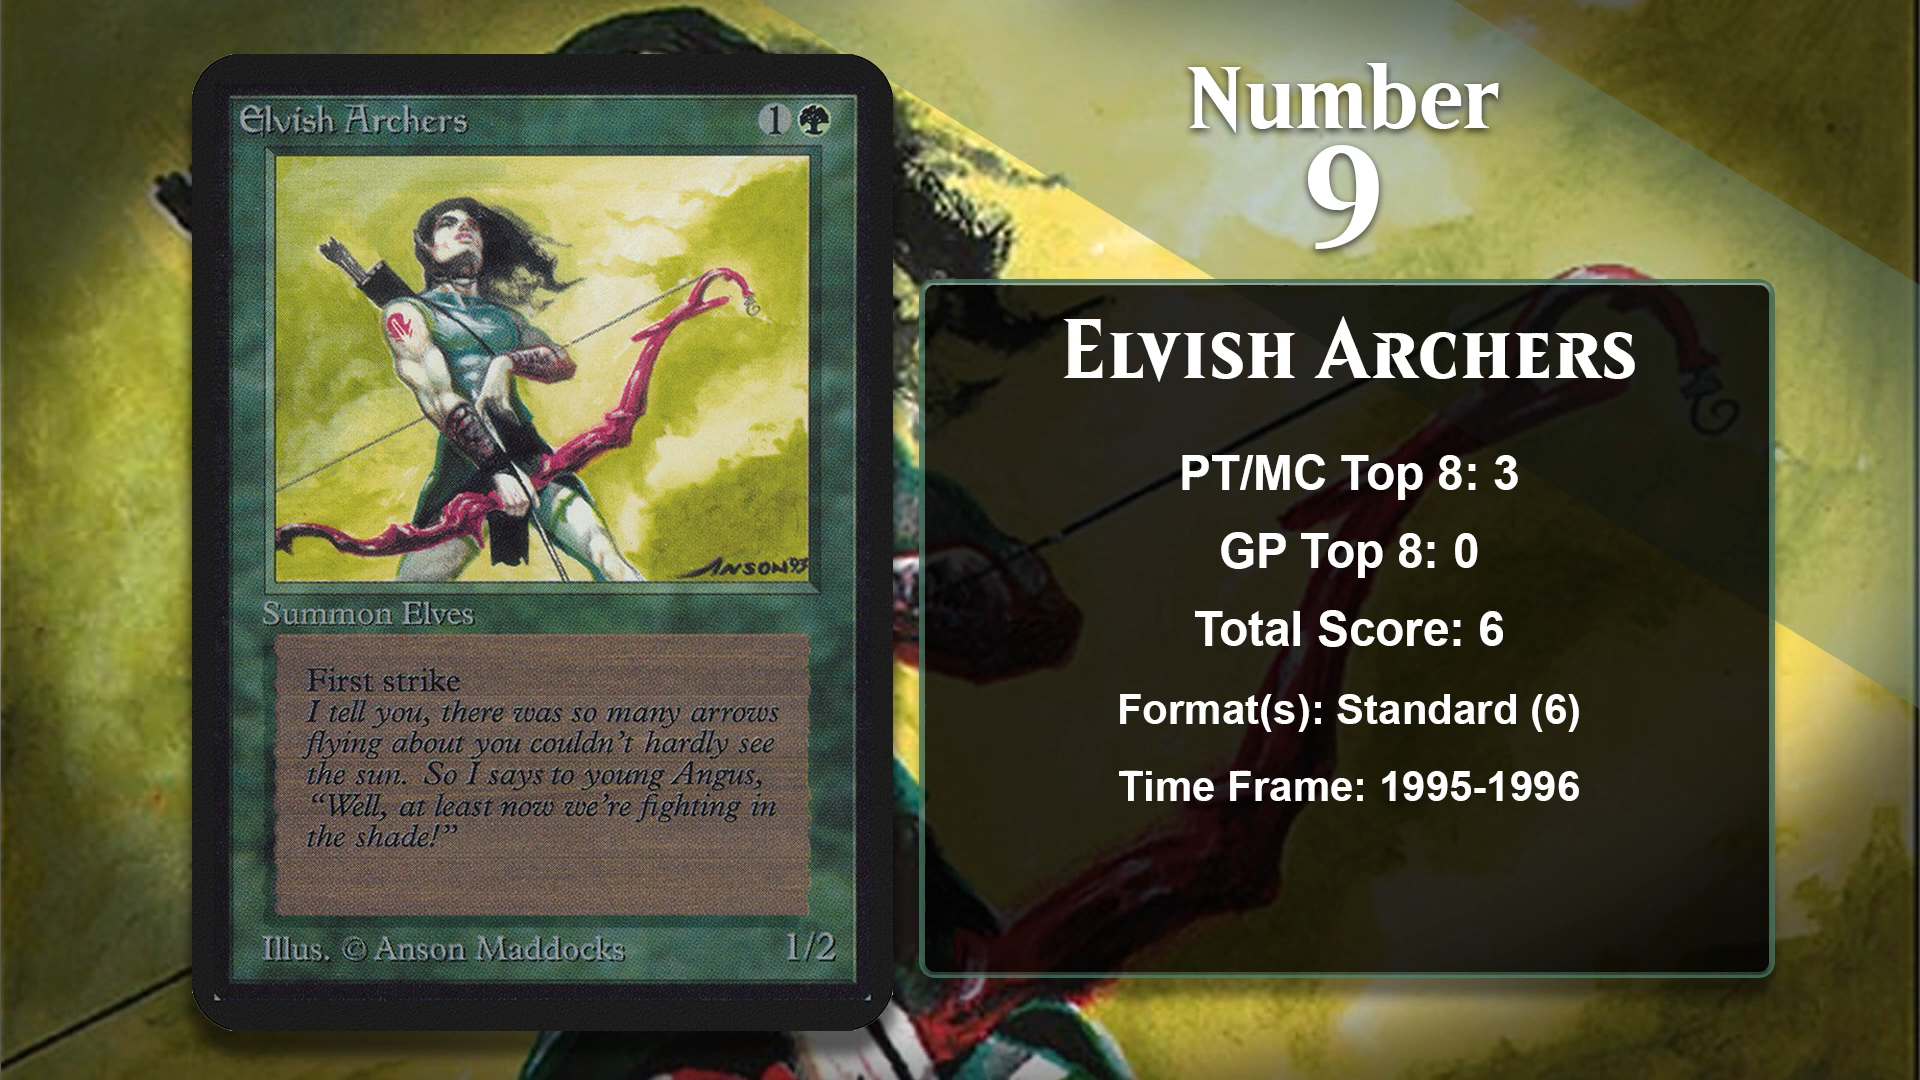 Elvish Archers 1
ANSON93
Summon Elves
First strike
I tell you, there was so many arrows
flying about you couldn't hardly see
the sun. So I says to young Angus,
“Well, at least now we're fighting in
the shade!”
Illus. © Anson Maddocks 1/2
Number
9
Elvish Archers
PT/MC Top 8: 3
GP Top 8: 0
Total Score: 6
Format(s): Standard (6)
Time Frame: 1995-1996